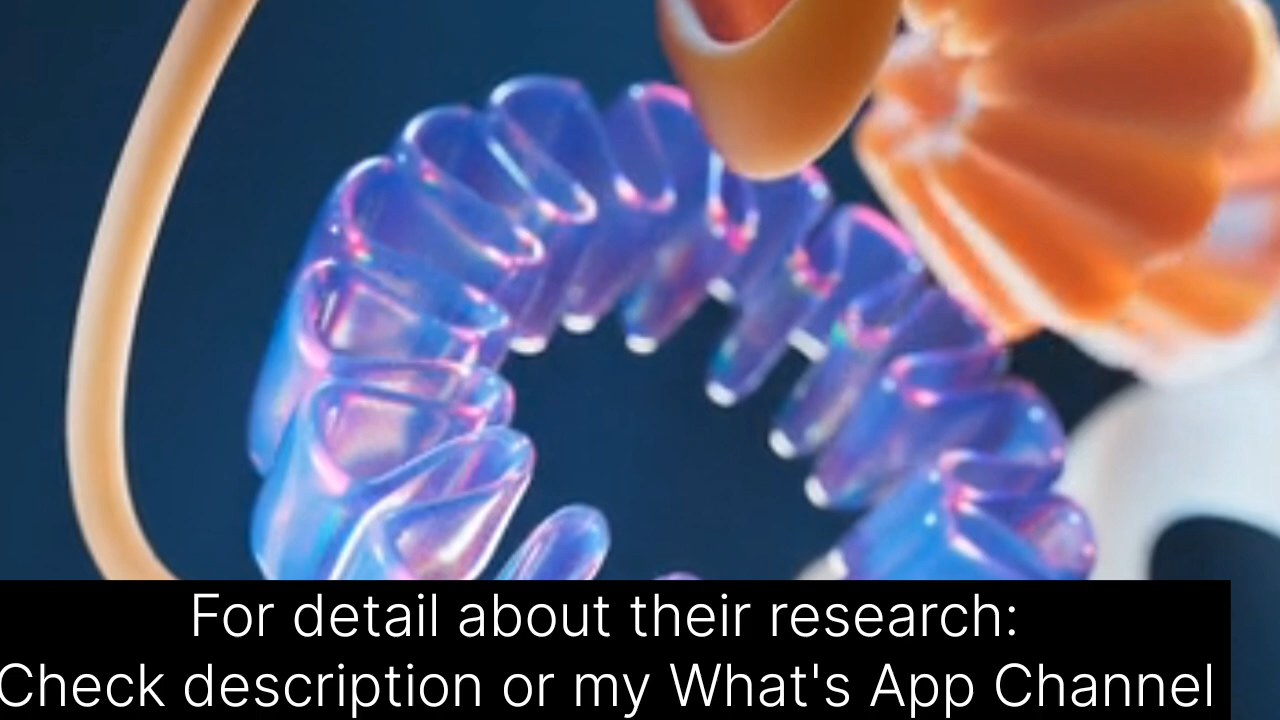 For detail about their research:
Check description or my What's App Channel